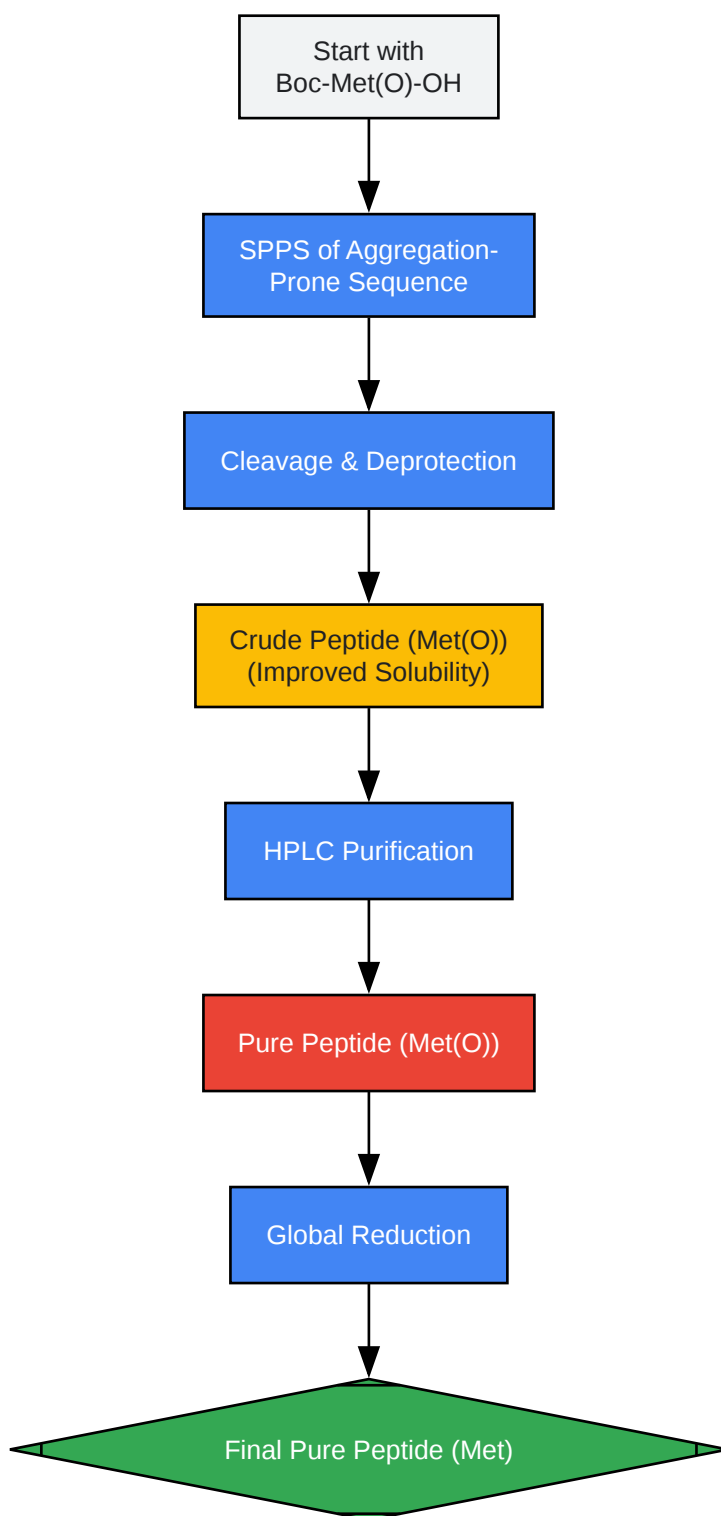 Start with
Boc-Met(O)-OH
SPPS of Aggregation-
Prone Sequence
Cleavage & Deprotection
Crude Peptide (Met(O))
(Improved Solubility)
HPLC Purification
Pure Peptide (Met(O))
Global Reduction
Final Pure Peptide (Met)